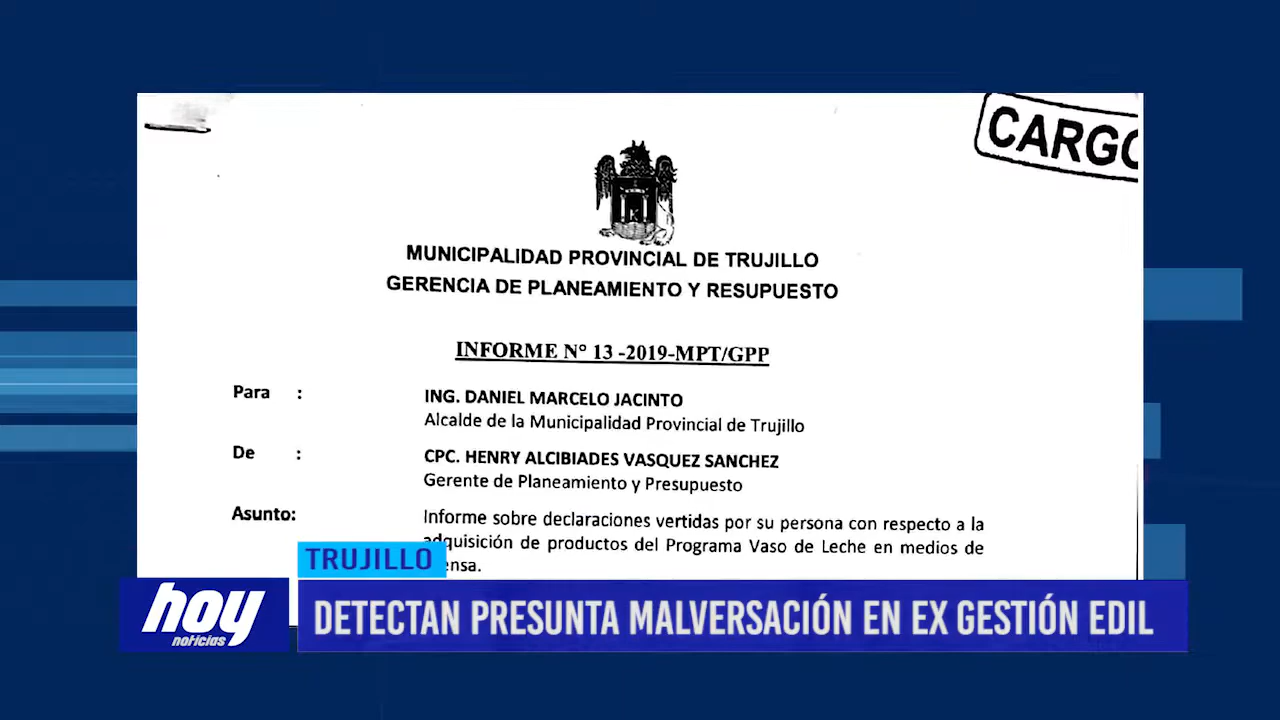 CARGO
MUNICIPALIDAD PROVINCIAL DE TRUJILLO
GERENCIA DE PLANEAMIENTO Y RESUPUESTO
INFORME N° 13 -2019-MPT/GPP
Para :
ING. DANIEL MARCELO JACINTO
Alcalde de la Municipalidad Provincial de Trujillo
De :
CPC. HENRY ALCIBIADES VASQUEZ SANCHEZ
Gerente de Planeamiento y Presupuesto
Asunto:
Informe sobre declaraciones vertidas por su persona con respecto a la
adquisición de productos del Programa Vaso de Leche en medios de
TRUJILLO
hoy
noticias
DETECTAN PRESUNTA MALVERSACIÓN EN EX GESTIÓN EDIL